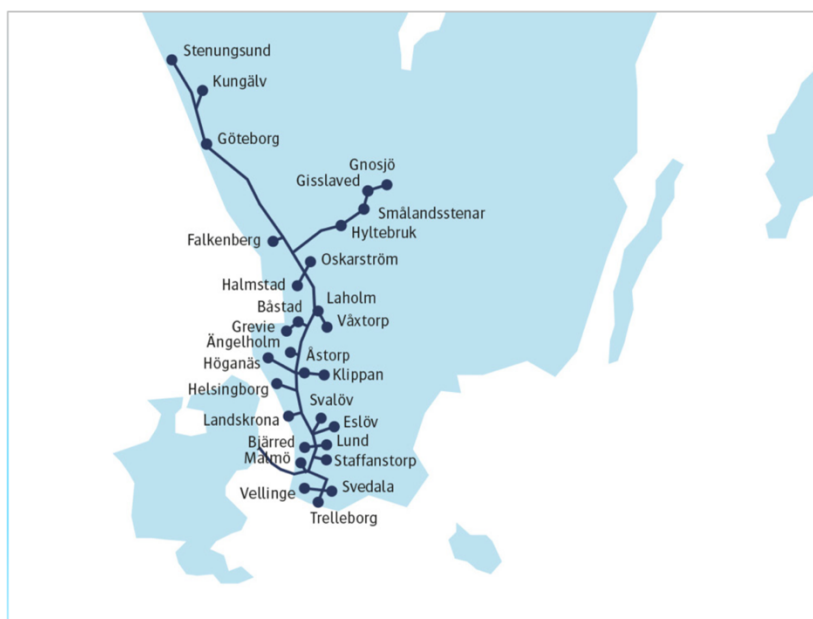 Stenungsund
Kungälv
Göteborg
Gnosjö
Gisslaved
Smålandsstenar
Hyltebruk
Falkenberg
Oskarström
Halmstad
Laholm
Båstad
Våxtorp
Grevie
Ängelholm
Åstorp
Höganäs
Klippan
Helsingborg
Svalöv
Landskrona
Eslöv
Bjärred
Lund
Malmö
Staffanstorp
Vellinge
Svedala
Trelleborg